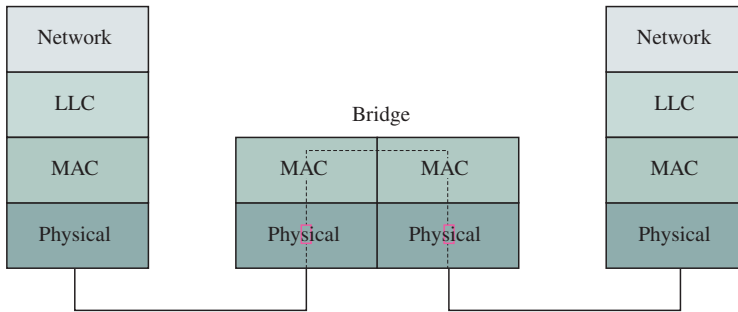 Network
LLC
MAC
Physical
Bridge
MAC
MAC
Physical
Physical
Network
LLC
MAC
Physical